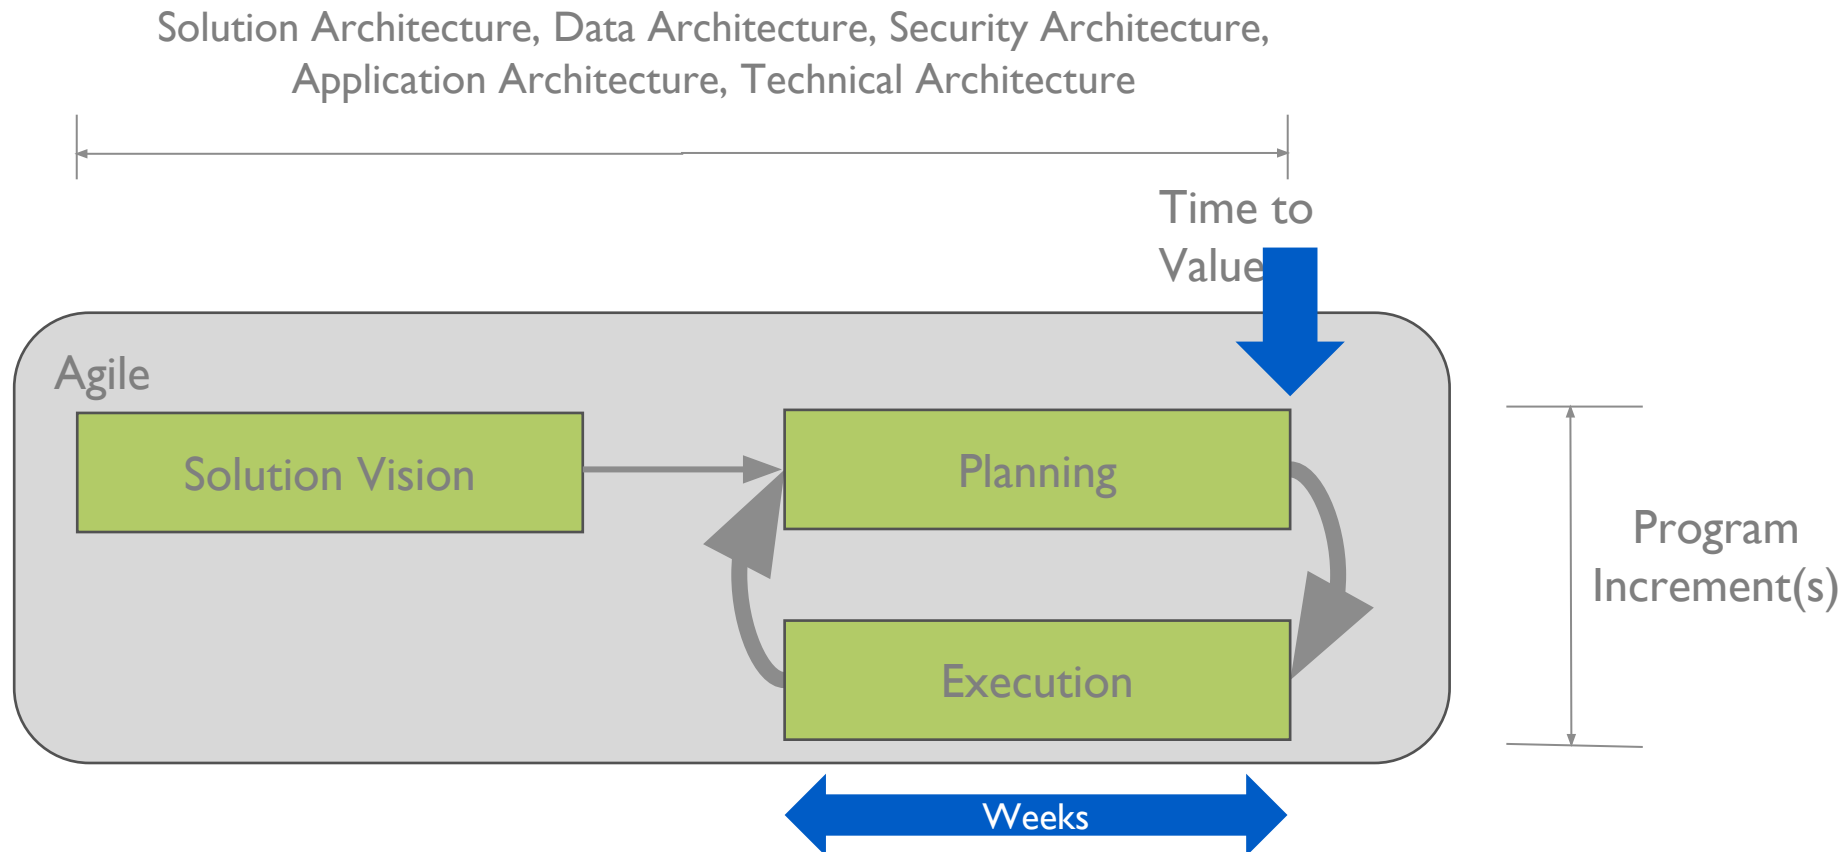 Solution Architecture, Data Architecture, Security Architecture,
Application Architecture, Technical Architecture
Time to
Value
Agile
Solution Vision
Planning
Program
Increment(s)
Execution
Weeks